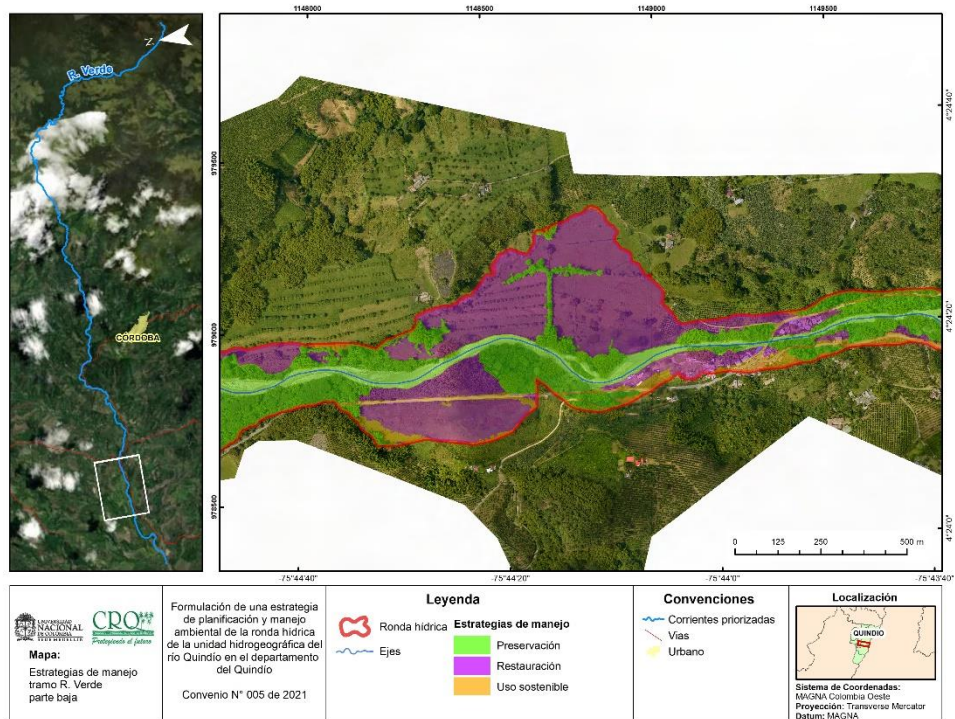 1148000
1148500
1149000
1149500
N
R. Verde
CORDOBA
979500
979000
978500
4°24'40"
4°24'20"
4°24'0"
0 125 250 500 m
-75°44'40"
-75°44'20"
-75°44'0"
-75°43'40"
UNIVERSIDAD
NACIONAL
DE COLOMBIA
SEDE MEDELLÍN
CRQ
Protegiendo el futuro
Mapa:
Estrategias de manejo
tramo R. Verde
parte baja
Formulación de una estrategia
de planificación y manejo
ambiental de la ronda hídrica
de la unidad hidrogeográfica del
río Quindío en el departamento
del Quindío
Convenio N° 005 de 2021
Leyenda
Ronda hídrica
Ejes
Estrategias de manejo
Preservación
Restauración
Uso sostenible
Convenciones
Corrientes priorizadas
Vias
Urbano
Localización
QUINDIO
Sistema de Coordenadas:
MAGNA Colombia Oeste
Proyección: Transverse Mercator
Datum: MAGNA